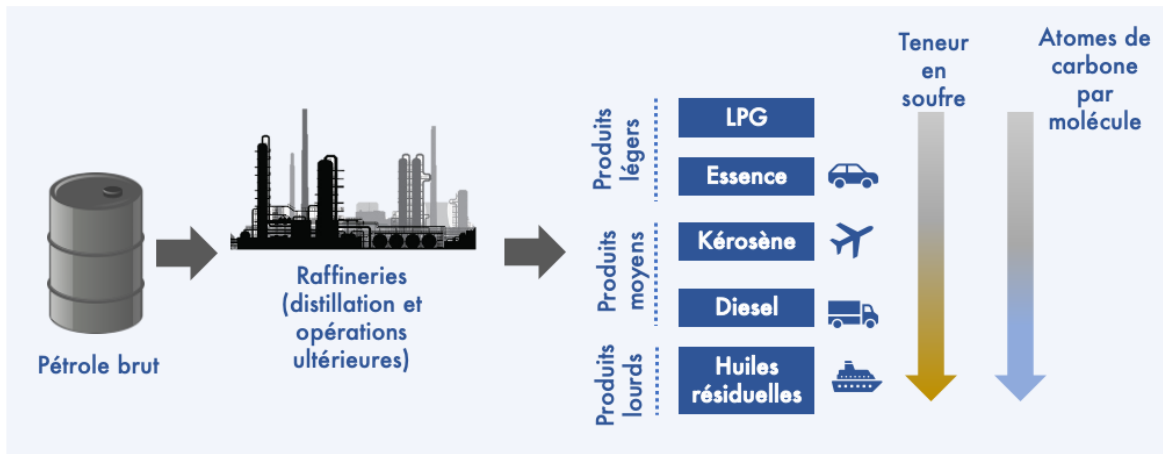 Pétrole brut
Raffineries
(distillation et
opérations
ultérieures)
Produits
légers
LPG
Essence
Produits
moyens
Kérosène
Diesel
Produits
lourds
Huiles
résiduelles
Teneur
en
soufre
Atomes de
carbone
par
molécule